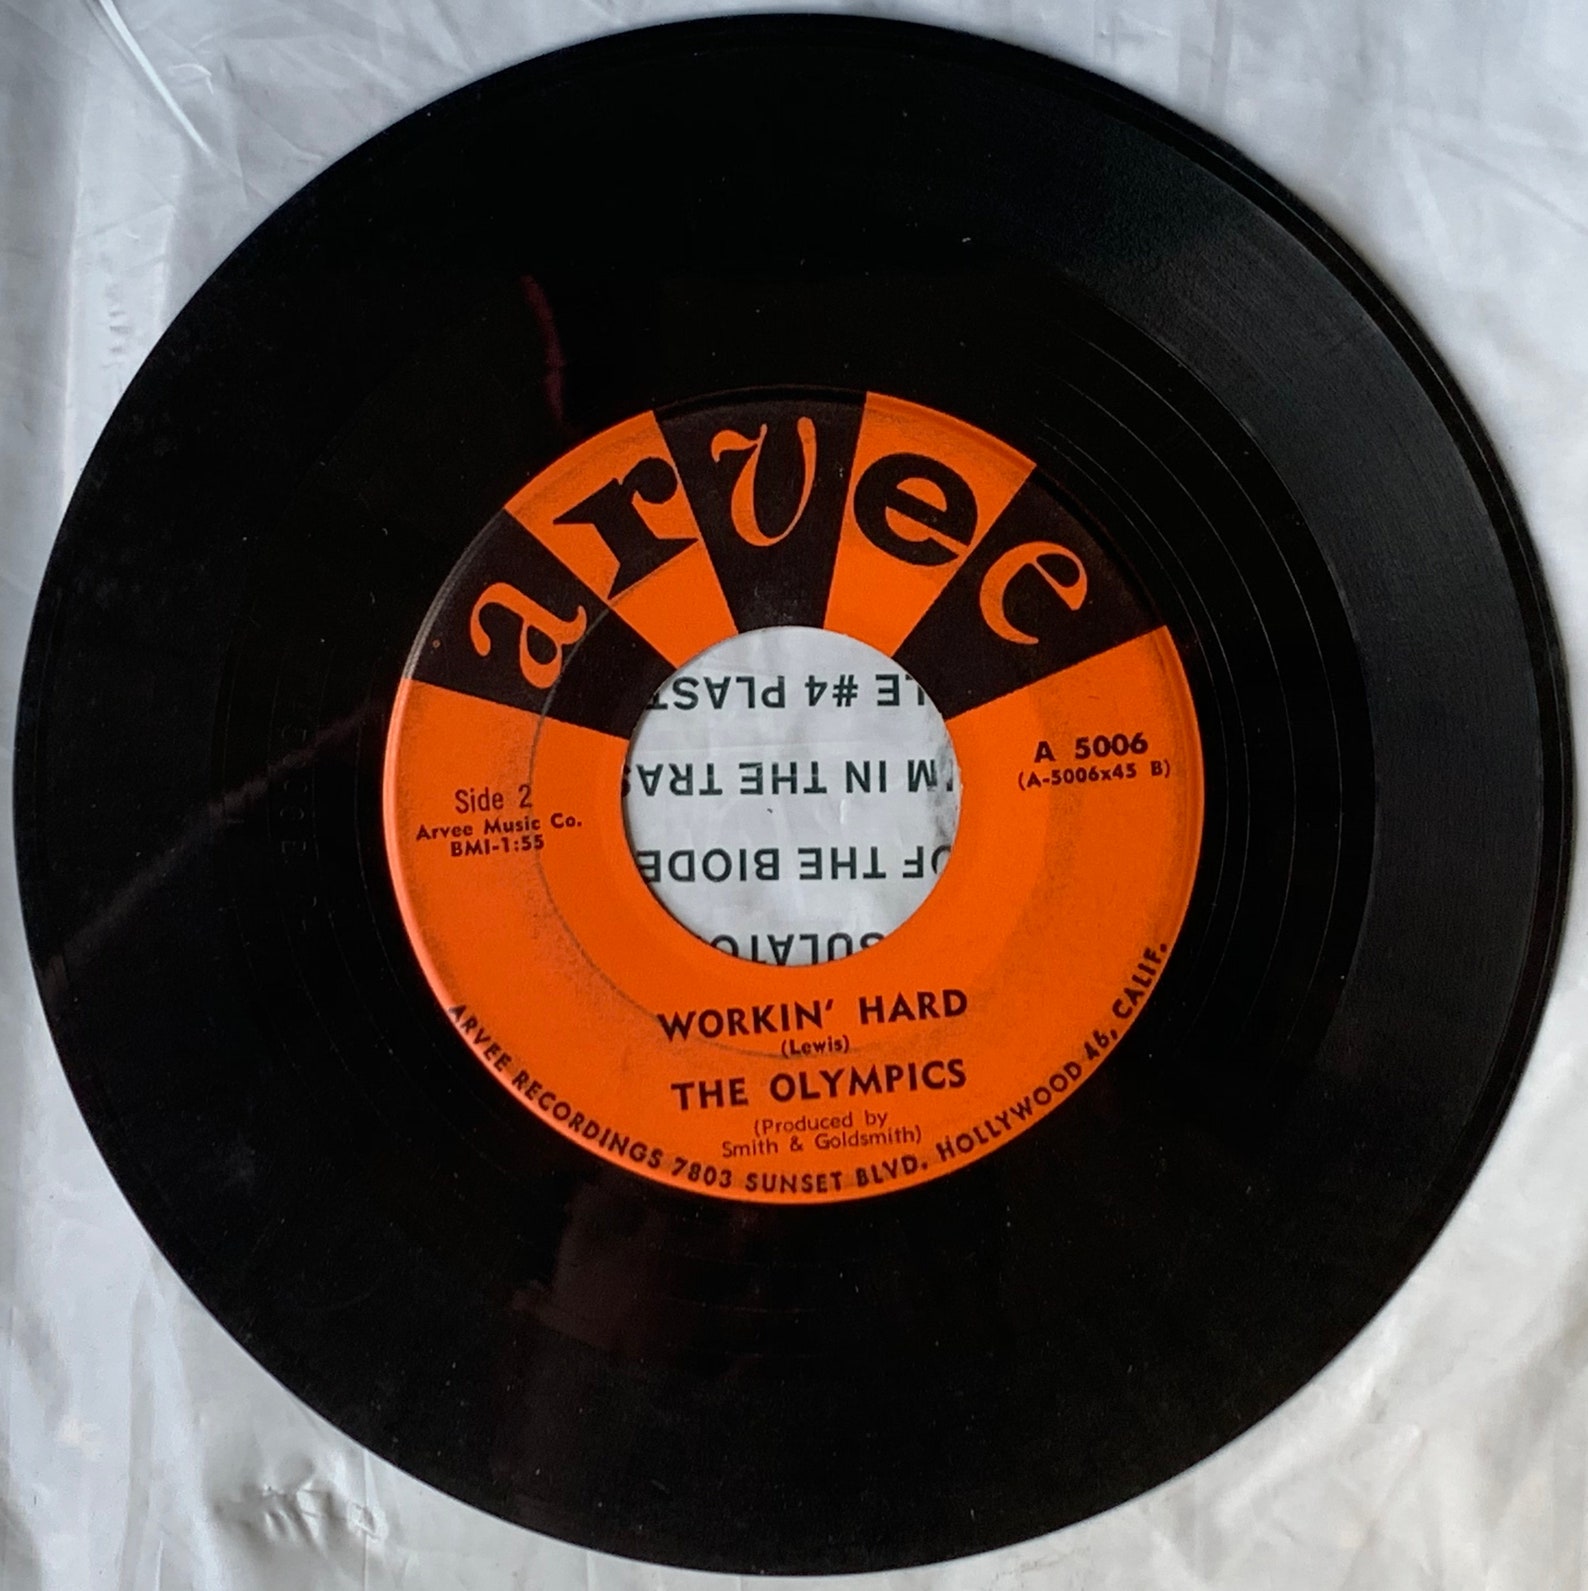 arvee
A 5006
(A-5006x45 B)
Side 2
Arvee Music Co.
BMI-1:55
LE #4 PLAST
M IN THE TRAS
OF THE BIODE
SULATO
WORKIN' HARD
(Lewis)
THE OLYMPICS
(Produced by
Smith & Goldsmith)
ARVEE RECORDINGS 7803 SUNSET BLVD. HOLLYWOOD 46, CALIF.